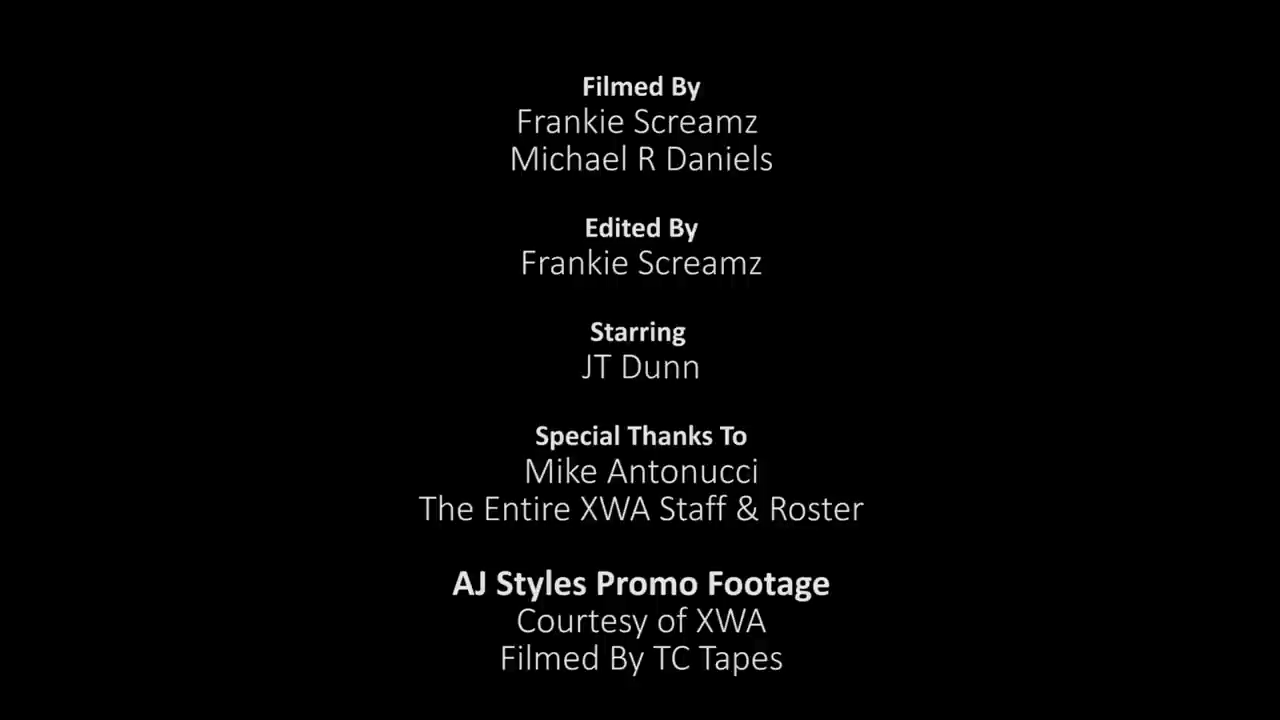 Filmed By
Frankie Screamz
Michael R Daniels
Edited By
Frankie Screamz
Starring
JT Dunn
Special Thanks To
Mike Antonucci
The Entire XWA Staff & Roster
AJ Styles Promo Footage
Courtesy of XWA
Filmed By TC Tapes